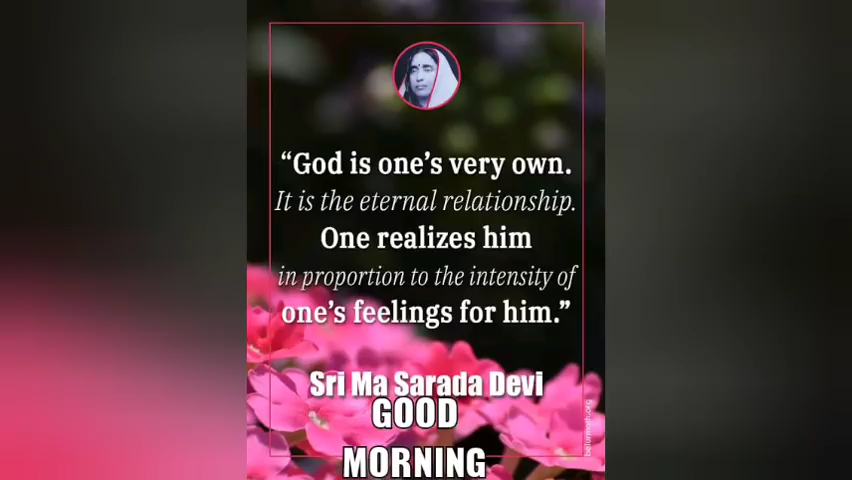 “God is one’s very own.
It is the eternal relationship.
One realizes him
in proportion to the intensity of
one’s feelings for him.”
Sri Ma Sarada Devi
GOOD
MORNING
belurmath.org